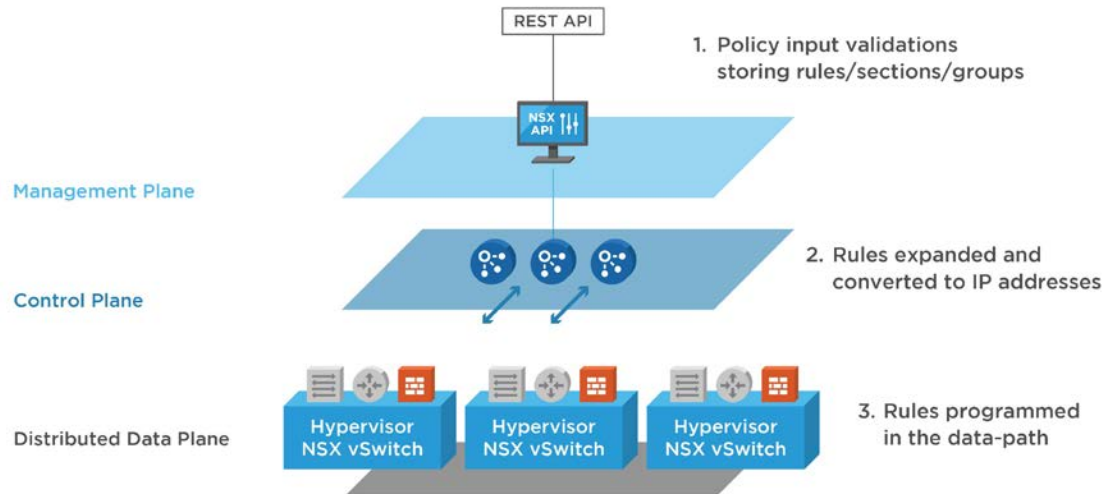 REST API
1. Policy input validations
storing rules/sections/groups
NSX
API
Management Plane
2. Rules expanded and
converted to IP addresses
Control Plane
Hypervisor
NSX vSwitch
Hypervisor
NSX vSwitch
Hypervisor
NSX vSwitch
Distributed Data Plane
3. Rules programmed
in the data-path